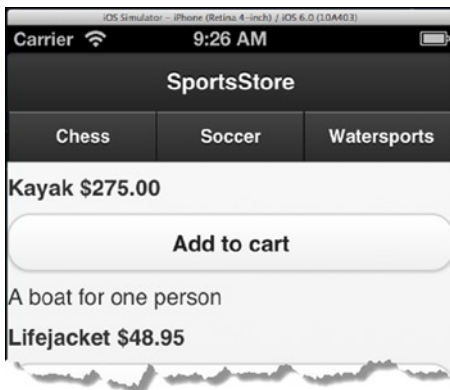 iOS Simulator - iPhone (Retina 4-inch) / iOS 6.0 (10A403)
Carrier 9:26 AM
SportsStore
Chess Soccer Watersports
Kayak $275.00
Add to cart
A boat for one person
Lifejacket $48.95